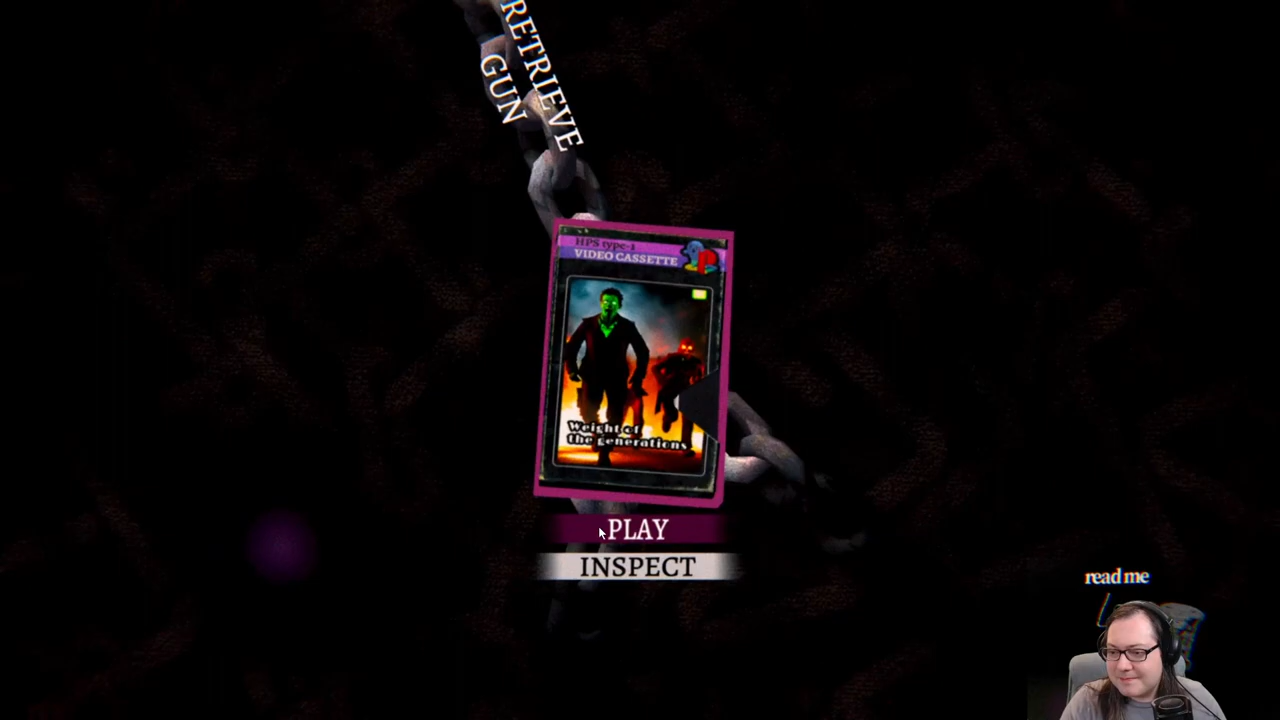 RETRIEVE
GUN
HPS type-1
VIDEO CASSETTE
Weight of
the generations
PLAY
INSPECT
read me